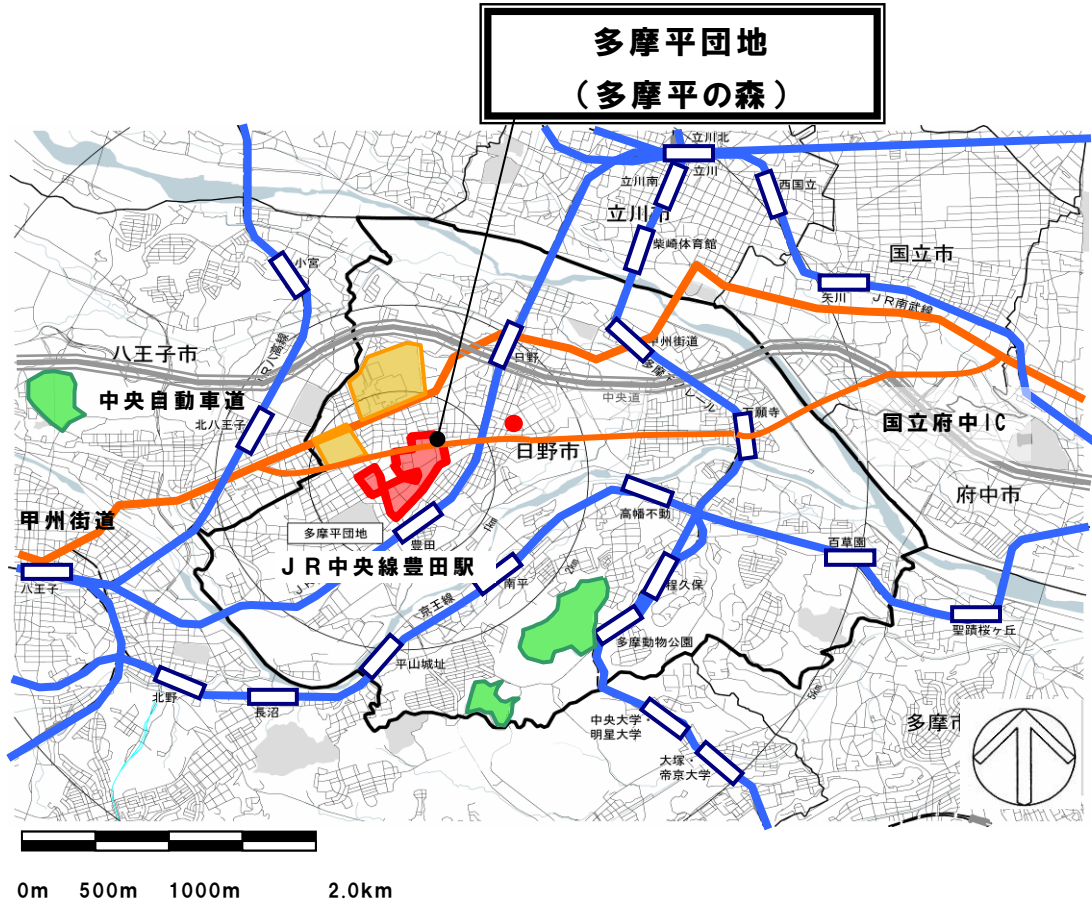 多摩平団地
（多摩平の森）
立川北
立川
立川南
西国立
立川市
柴崎体育館
国立市
小宮
矢川
ＪＲ南武線
甲州街道
日野
八王子市
中央道
中央自動車道
北八王子
万願寺
国立府中IC
日野市
府中市
高幡不動
甲州街道
多摩平団地
豊田
1km
百草園
ＪＲ中央線豊田駅
南平
2km
程久保
八王子
京王線
聖蹟桜ヶ丘
多摩動物公園
平山城址
北野
長沼
5km
中央大学・
明星大学
大塚・
帝京大学
0m 500m 1000m 2.0km